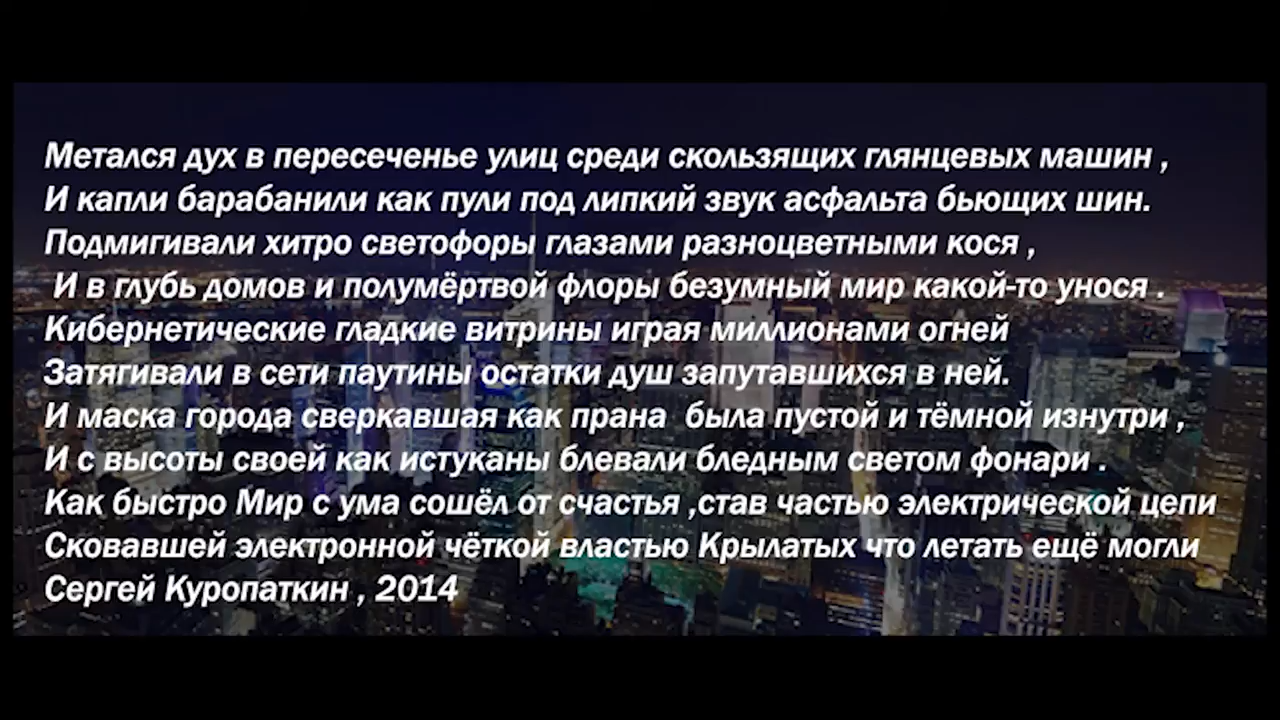 Метался дух в пересеченье улиц среди скользящих глянцевых машин ,
И капли барабанили как пули под липкий звук асфальта бьющих шин.
Подмигивали хитро светофоры глазами разноцветными кося ,
И в глубь домов и полумёртвой флоры безумный мир какой-то унося .
Кибернетические гладкие витрины играя миллионами огней
Затягивали в сети паутины остатки душ запутавшихся в ней.
И маска города сверкавшая как прана  была пустой и тёмной изнутри ,
И с высоты своей как истуканы блевали бледным светом фонари .
Как быстро Мир с ума сошёл от счастья ,став частью электрической цепи
Сковавшей электронной чёткой властью Крылатых что летать ещё могли
Сергей Куропаткин , 2014